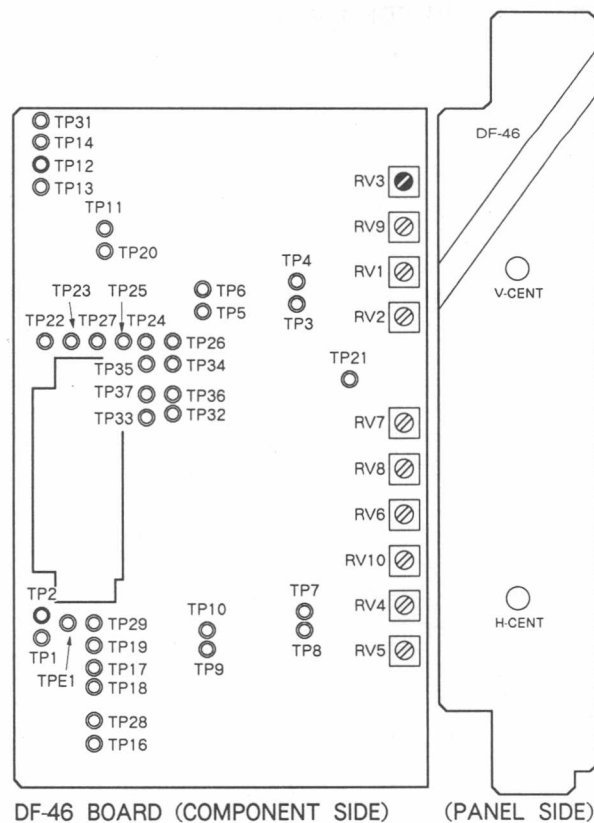 TP31
TP14
TP12
TP13
TP11
TP20
TP23
TP25
TP22
TP27
TP24
TP26
TP35
TP34
TP37
TP36
TP33
TP32
TP6
TP5
TP4
TP3
TP21
RV3
RV9
RV1
RV2
RV7
RV8
RV6
RV10
RV4
RV5
TP2
TP1
TPE1
TP29
TP19
TP17
TP18
TP28
TP16
TP10
TP9
TP7
TP8
DF-46 BOARD (COMPONENT SIDE)
DF-46
V-CENT
H-CENT
(PANEL SIDE)